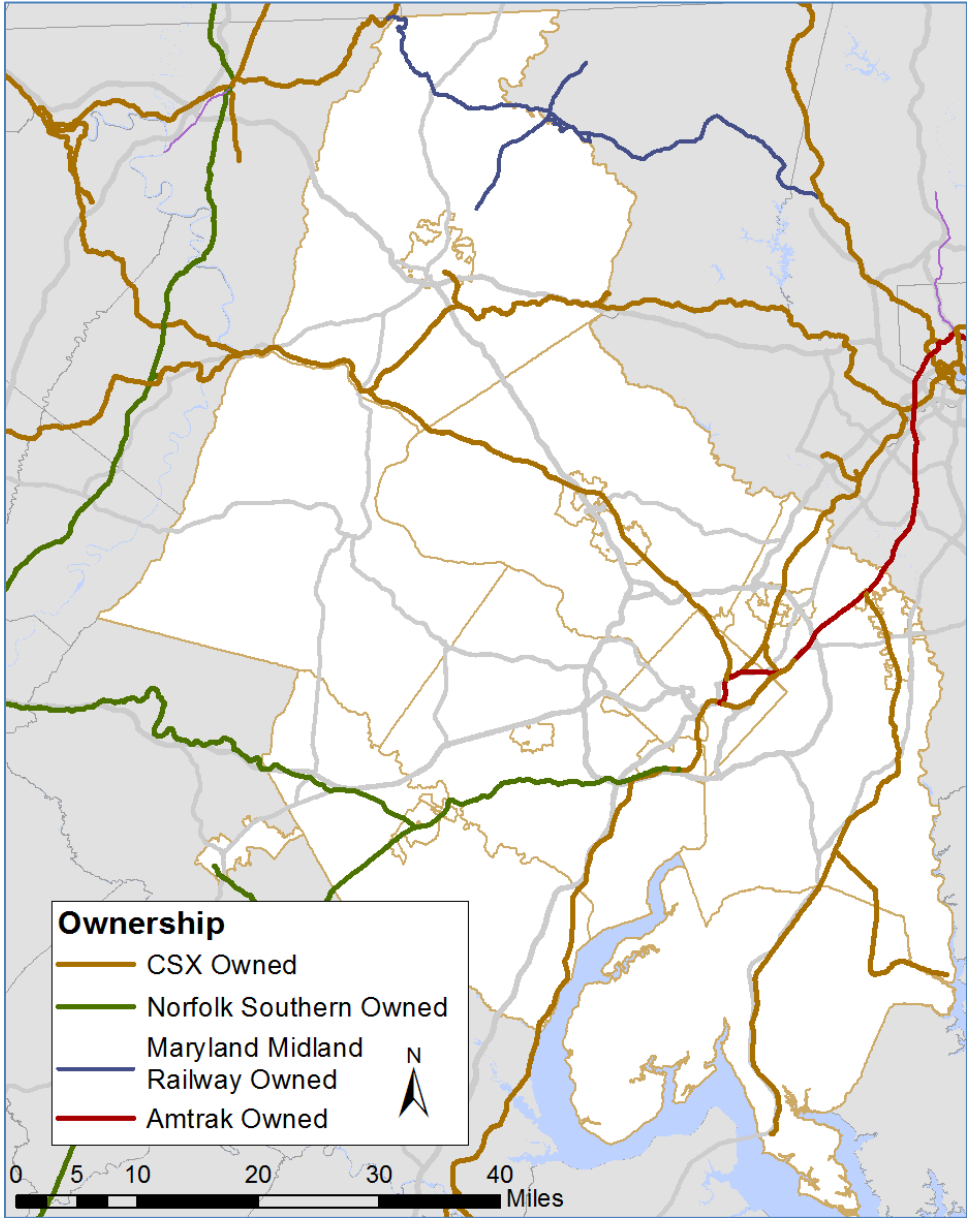 Ownership
CSX Owned
Norfolk Southern Owned
Maryland Midland
Railway Owned
N
Amtrak Owned
0 5 10 20 30 40
Miles